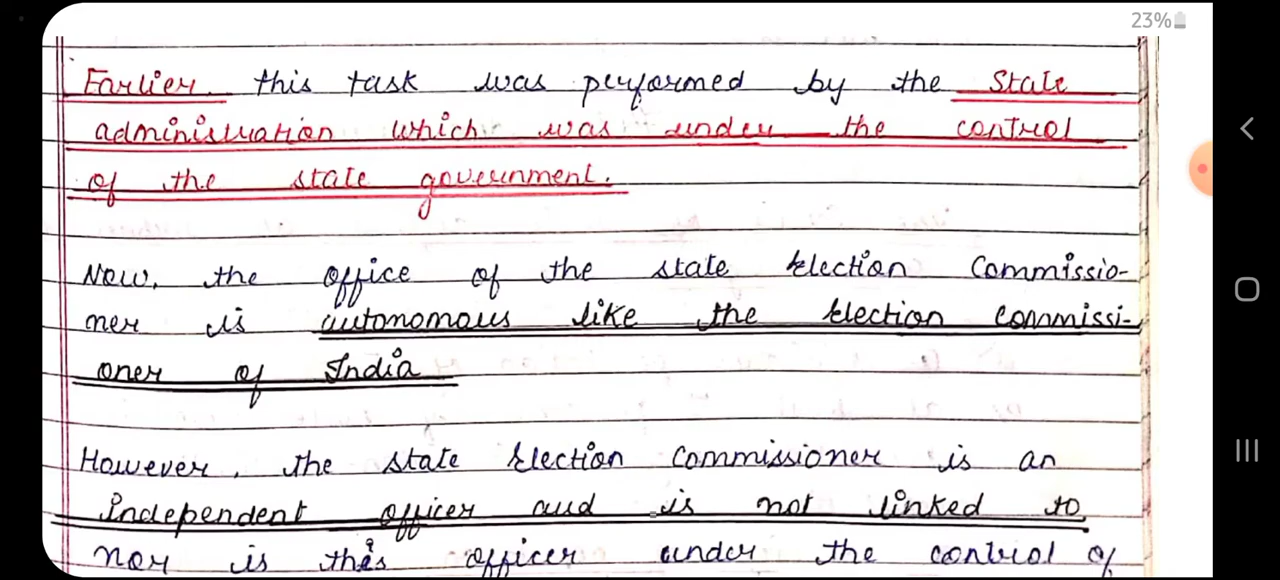 23%
Earlier this task was performed by the State
administration which was under the control
of the state government.
Now, the office of the state Election Commissio-
ner is autonomous like the Election commissi-
oner of India
However, the state Election Commissioner is an
independent officer and is not linked to
nor is this officer under the control of